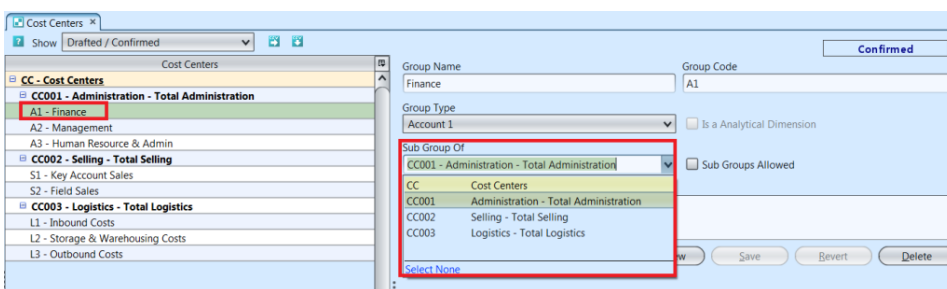 Cost Centers ×
? Show Drafted / Confirmed
Confirmed
Cost Centers
CC - Cost Centers
CC001 - Administration - Total Administration
A1 - Finance
A2 - Management
A3 - Human Resource & Admin
CC002 - Selling - Total Selling
S1 - Key Account Sales
S2 - Field Sales
CC003 - Logistics - Total Logistics
L1 - Inbound Costs
L2 - Storage & Warehousing Costs
L3 - Outbound Costs
Group Name Group Code
Finance A1
Group Type
Account 1 Is a Analytical Dimension
Sub Group Of
CC001 - Administration - Total Administration Sub Groups Allowed
CC Cost Centers
CC001 Administration - Total Administration
CC002 Selling - Total Selling
CC003 Logistics - Total Logistics
Select None
ew Save Revert Delete